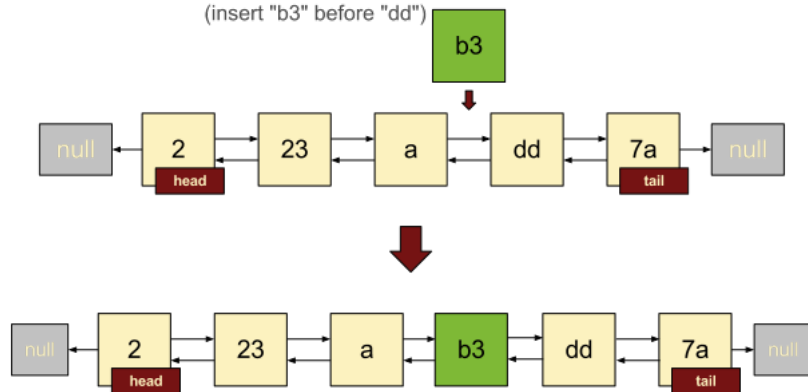 (insert "b3" before "dd")
b3
null 2 23 a dd 7a null
head tail
null 2 23 a b3 dd 7a null
head tail